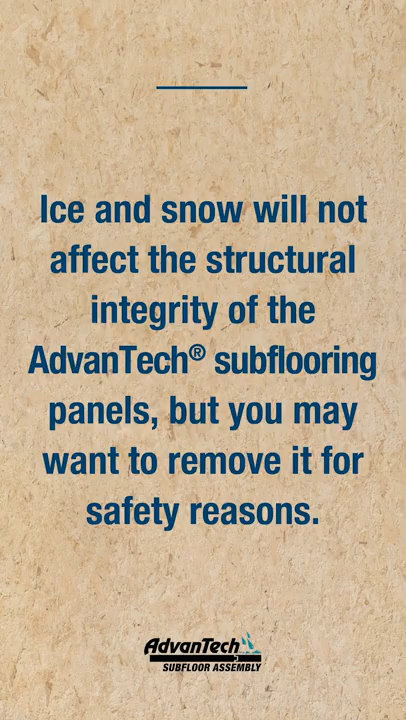 Ice and snow will not
affect the structural
integrity of the
AdvanTech® subflooring
panels, but you may
want to remove it for
safety reasons.
AdvanTech
SUBFLOOR ASSEMBLY